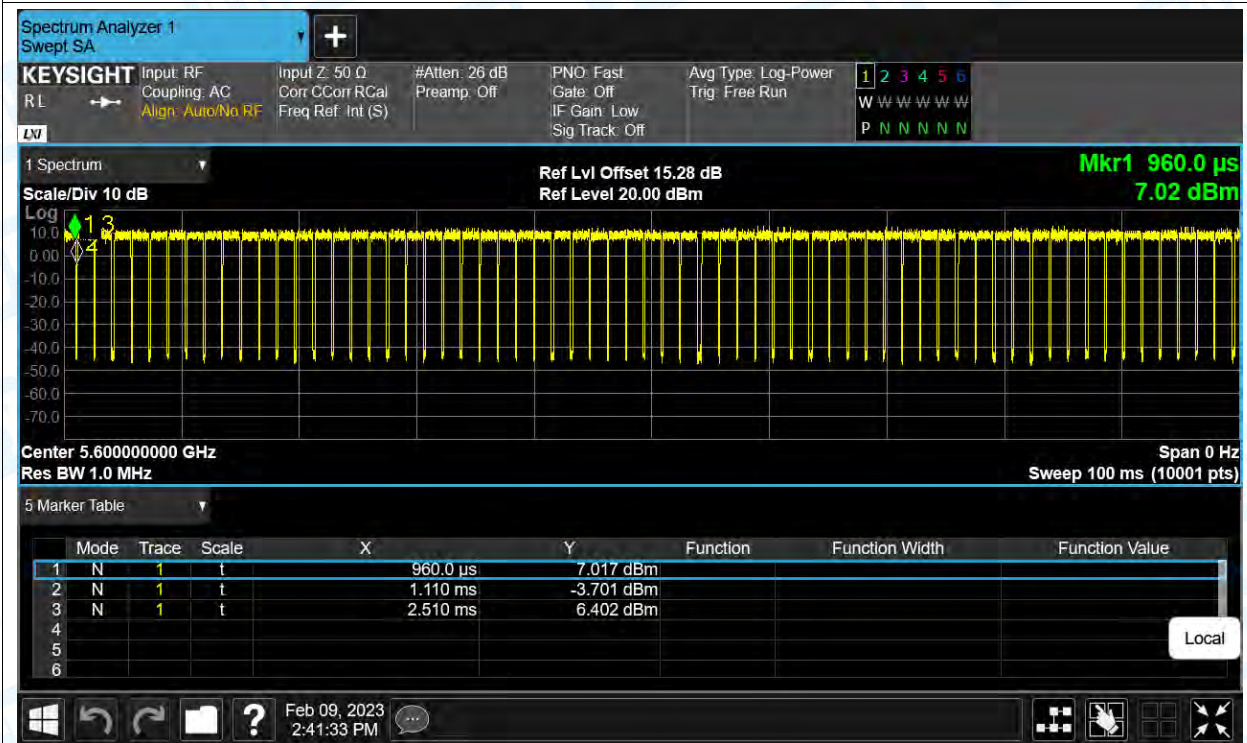 Spectrum Analyzer 1
Swept SA
+
KEYSIGHT Input: RF Input Z: 50 Ω #Atten: 26 dB PNO: Fast Avg Type: Log-Power 1 2 3 4 5 6
R L Coupling: AC Corr CCorr RCal Preamp: Off Gate: Off Trig: Free Run W W W W W W
Align: Auto/No RF Freq Ref: Int (S) IF Gain: Low
LXI Sig Track: Off P N N N N N
1 Spectrum Ref Lvl Offset 15.28 dB Mkr1 960.0 µs
Scale/Div 10 dB Ref Level 20.00 dBm 7.02 dBm
Log
1 3
10.0
4
0.00
-10.0
-20.0
-30.0
-40.0
-50.0
-60.0
-70.0
Center 5.600000000 GHz Span 0 Hz
Res BW 1.0 MHz Sweep 100 ms (10001 pts)
5 Marker Table
Mode Trace Scale X Y Function Function Width Function Value
1 N 1 t 960.0 µs 7.017 dBm
2 N 1 t 1.110 ms -3.701 dBm
3 N 1 t 2.510 ms 6.402 dBm
4
5
6
Local
? Feb 09, 2023
2:41:33 PM